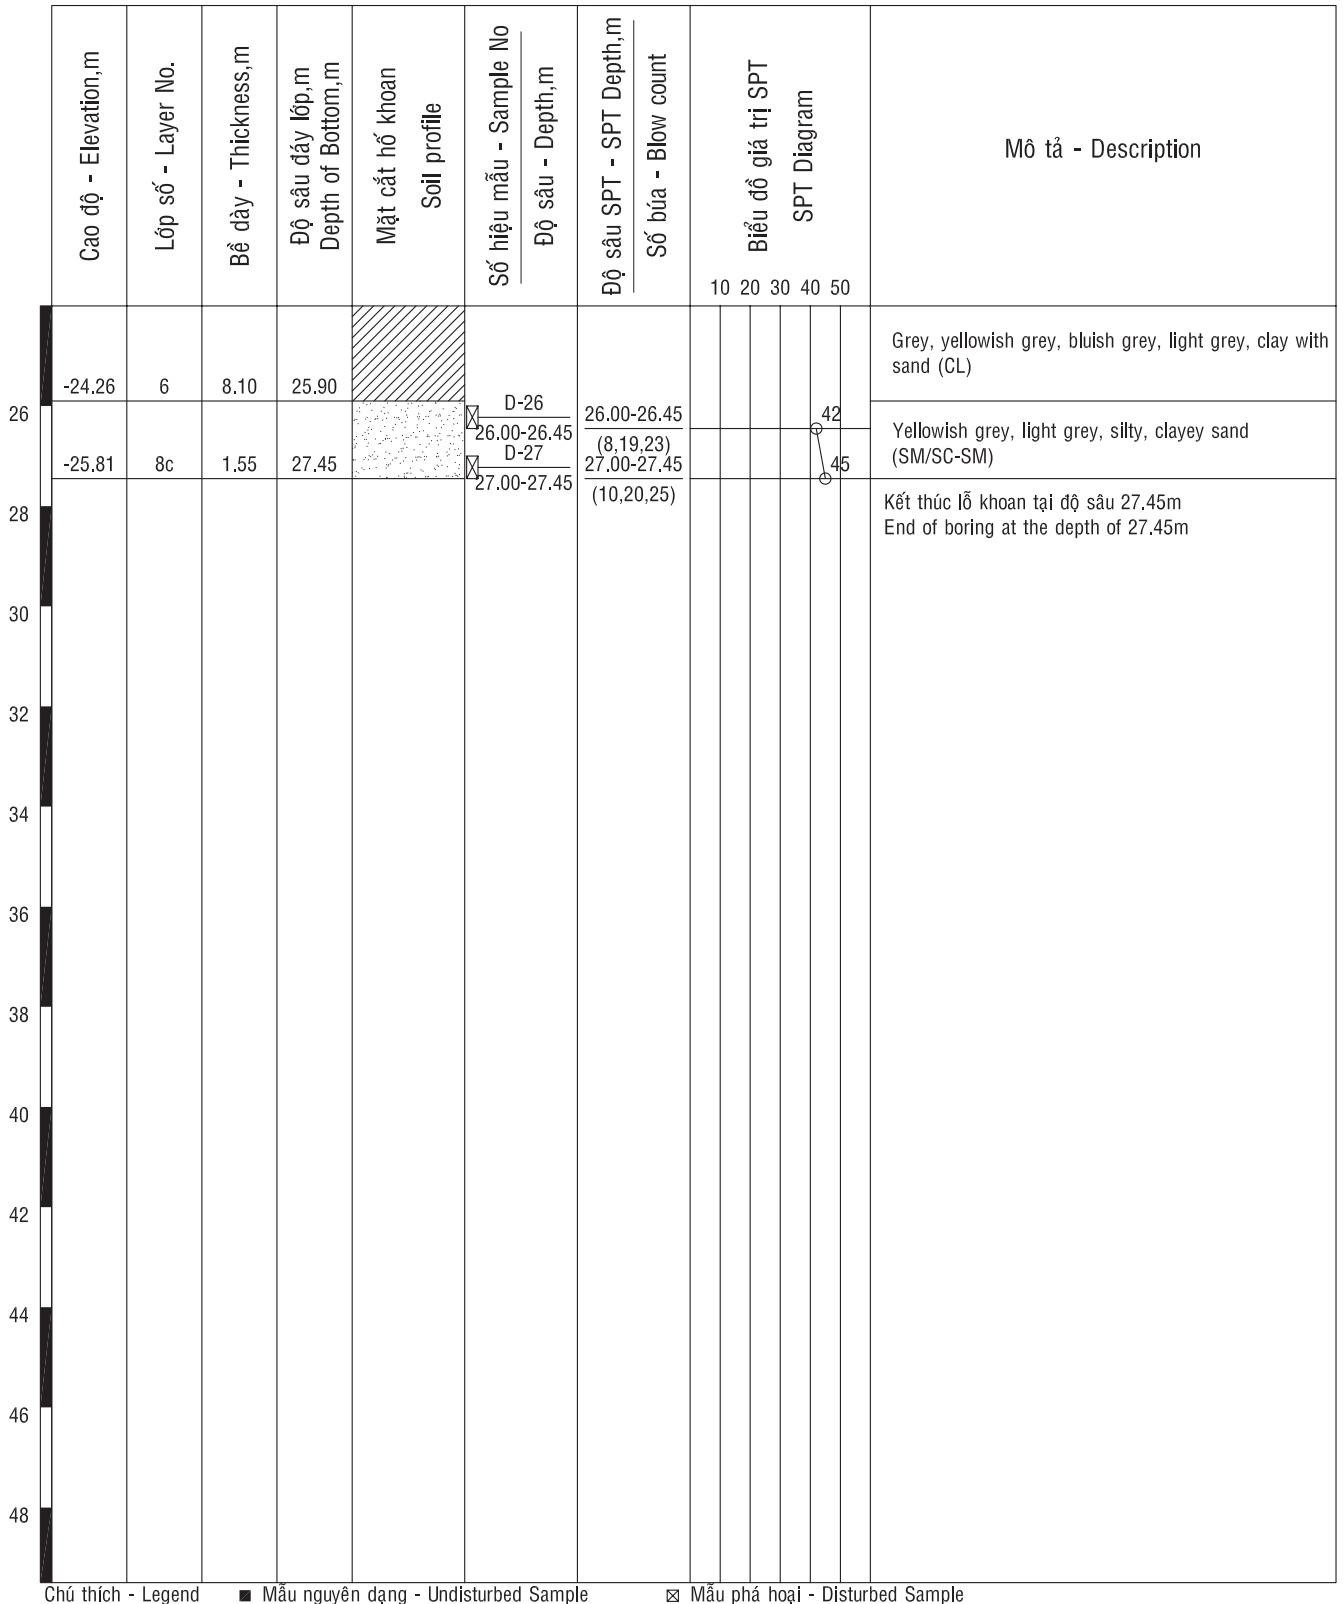 Cao độ - Elevation,m
Lớp số - Layer No.
Bề dày - Thickness,m
Độ sâu đáy lớp,m
Depth of Bottom,m
Mặt cắt hố khoan
Soil profile
Số hiệu mẫu - Sample No
Độ sâu - Depth,m
Độ sâu SPT - SPT Depth,m
Số búa - Blow count
Biểu đồ giá trị SPT
SPT Diagram
10 20 30 40 50
Mô tả - Description
Grey, yellowish grey, bluish grey, light grey, clay with
sand (CL)
-24.26 6 8.10 25.90
26
D-26
26.00-26.45
26.00-26.45
(8,19,23)
42
Yellowish grey, light grey, silty, clayey sand
(SM/SC-SM)
-25.81 8c 1.55 27.45
D-27
27.00-27.45
27.00-27.45
(10,20,25)
45
Kết thúc lỗ khoan tại độ sâu 27.45m
End of boring at the depth of 27.45m
28
30
32
34
36
38
40
42
44
46
48
Chú thích - Legend Mẫu nguyên dạng - Undisturbed Sample Mẫu phá hoại - Disturbed Sample